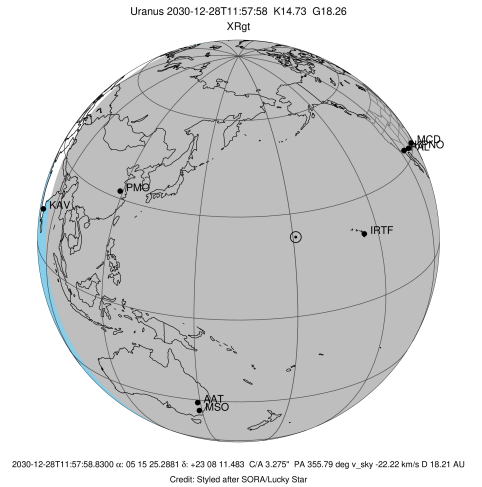 Uranus 2030-12-28T11:57:58 K14.73 G18.26
XRgt
MCD
KPNO
PMO
KAV
IRTF
AAT
MSO
2030-12-28T11:57:58.8300 α: 05 15 25.2881 δ: +23 08 11.483 C/A 3.275" PA 355.79 deg v_sky -22.22 km/s D 18.21 AU
Credit: Styled after SORA/Lucky Star